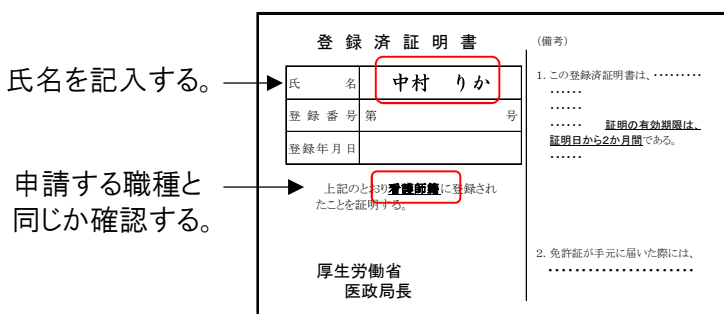 氏名を記入する。
申請する職種と
同じか確認する。
登録済証明書
氏名 中村 りか
登録番号 第 号
登録年月日
上記のとおり看護師籍に登録され
たことを証明する。
厚生労働省
医政局長
(備考)
1. この登録済証明書は、・・・・・・・・・
・・・・・・
・・・・・・
・・・・・・ 証明の有効期限は、
証明日から2か月間である。
・・・・・・
2. 免許証が手元に届いた際には、
・・・・・・・・・・・・・・・・・・・・・・